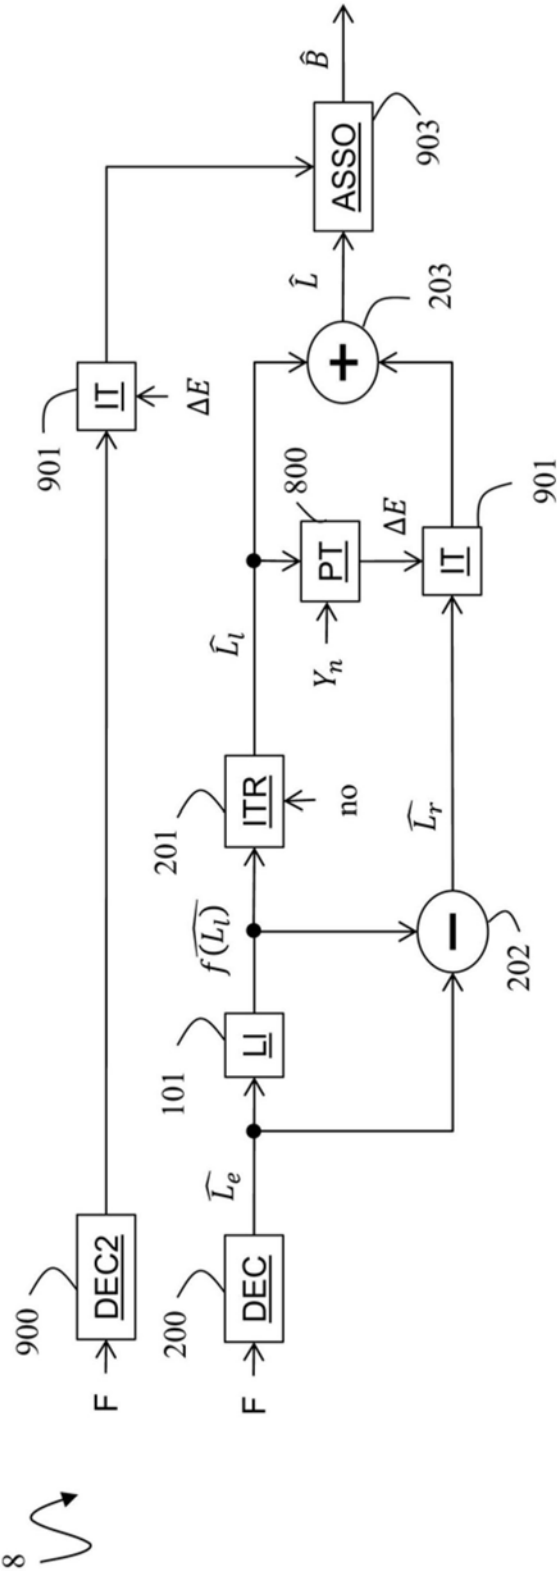 8
900
F
DEC2
901
IT
ΔE
F
200
DEC
L̂ₑ
101
LI
f(L̂ₗ)
201
ITR
no
L̂ₗ
Yₙ
PT
800
ΔE
202
−
L̂ᵣ
IT
901
+
203
L̂
ASSO
903
B̂